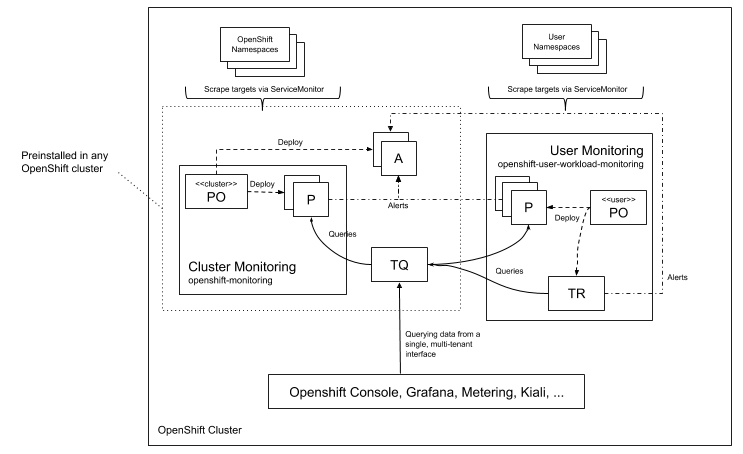 OpenShift
Namespaces
User
Namespaces
Scrape targets via ServiceMonitor
Scrape targets via ServiceMonitor
Preinstalled in any
OpenShift cluster
Deploy
A
User Monitoring
openshift-user-workload-monitoring
<<cluster>>
PO
Deploy
P
Alerts
P
Deploy
<<user>>
PO
Queries
Cluster Monitoring
openshift-monitoring
TQ
Queries
TR
Alerts
Querying data from a
single, multi-tenant
interface
Openshift Console, Grafana, Metering, Kiali, ...
OpenShift Cluster